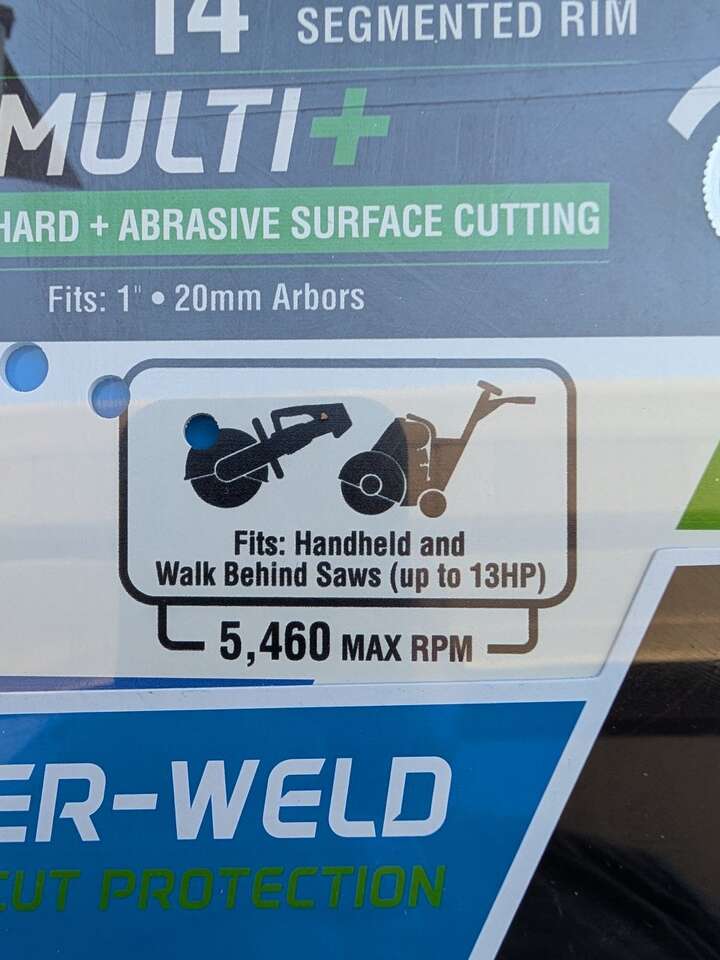 14 SEGMENTED RIM
MULTI+
HARD + ABRASIVE SURFACE CUTTING
Fits: 1" • 20mm Arbors
Fits: Handheld and
Walk Behind Saws (up to 13HP)
5,460 MAX RPM
ER-WELD
CUT PROTECTION